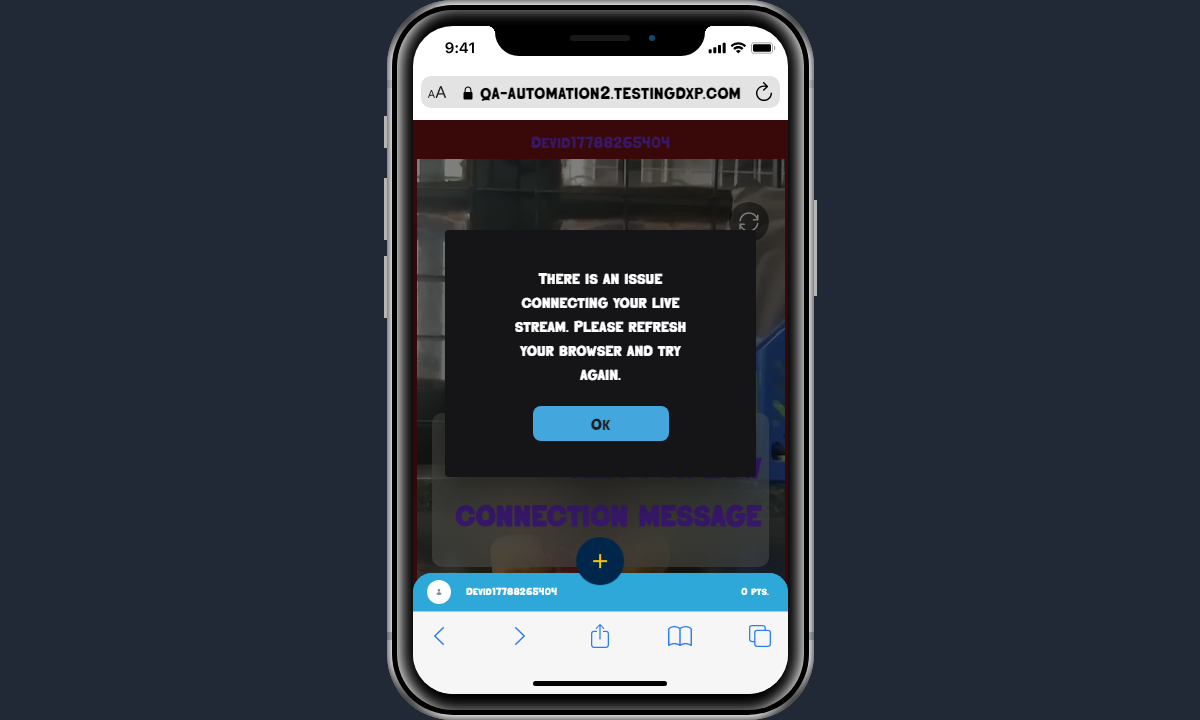 9:41
AA
QA-AUTOMATION2.TESTINGDXP.COM
Devid17788265404
There is an issue
connecting your live
stream. Please refresh
your browser and try
again.
Ok
connection message
Devid17788265404
0 pts.